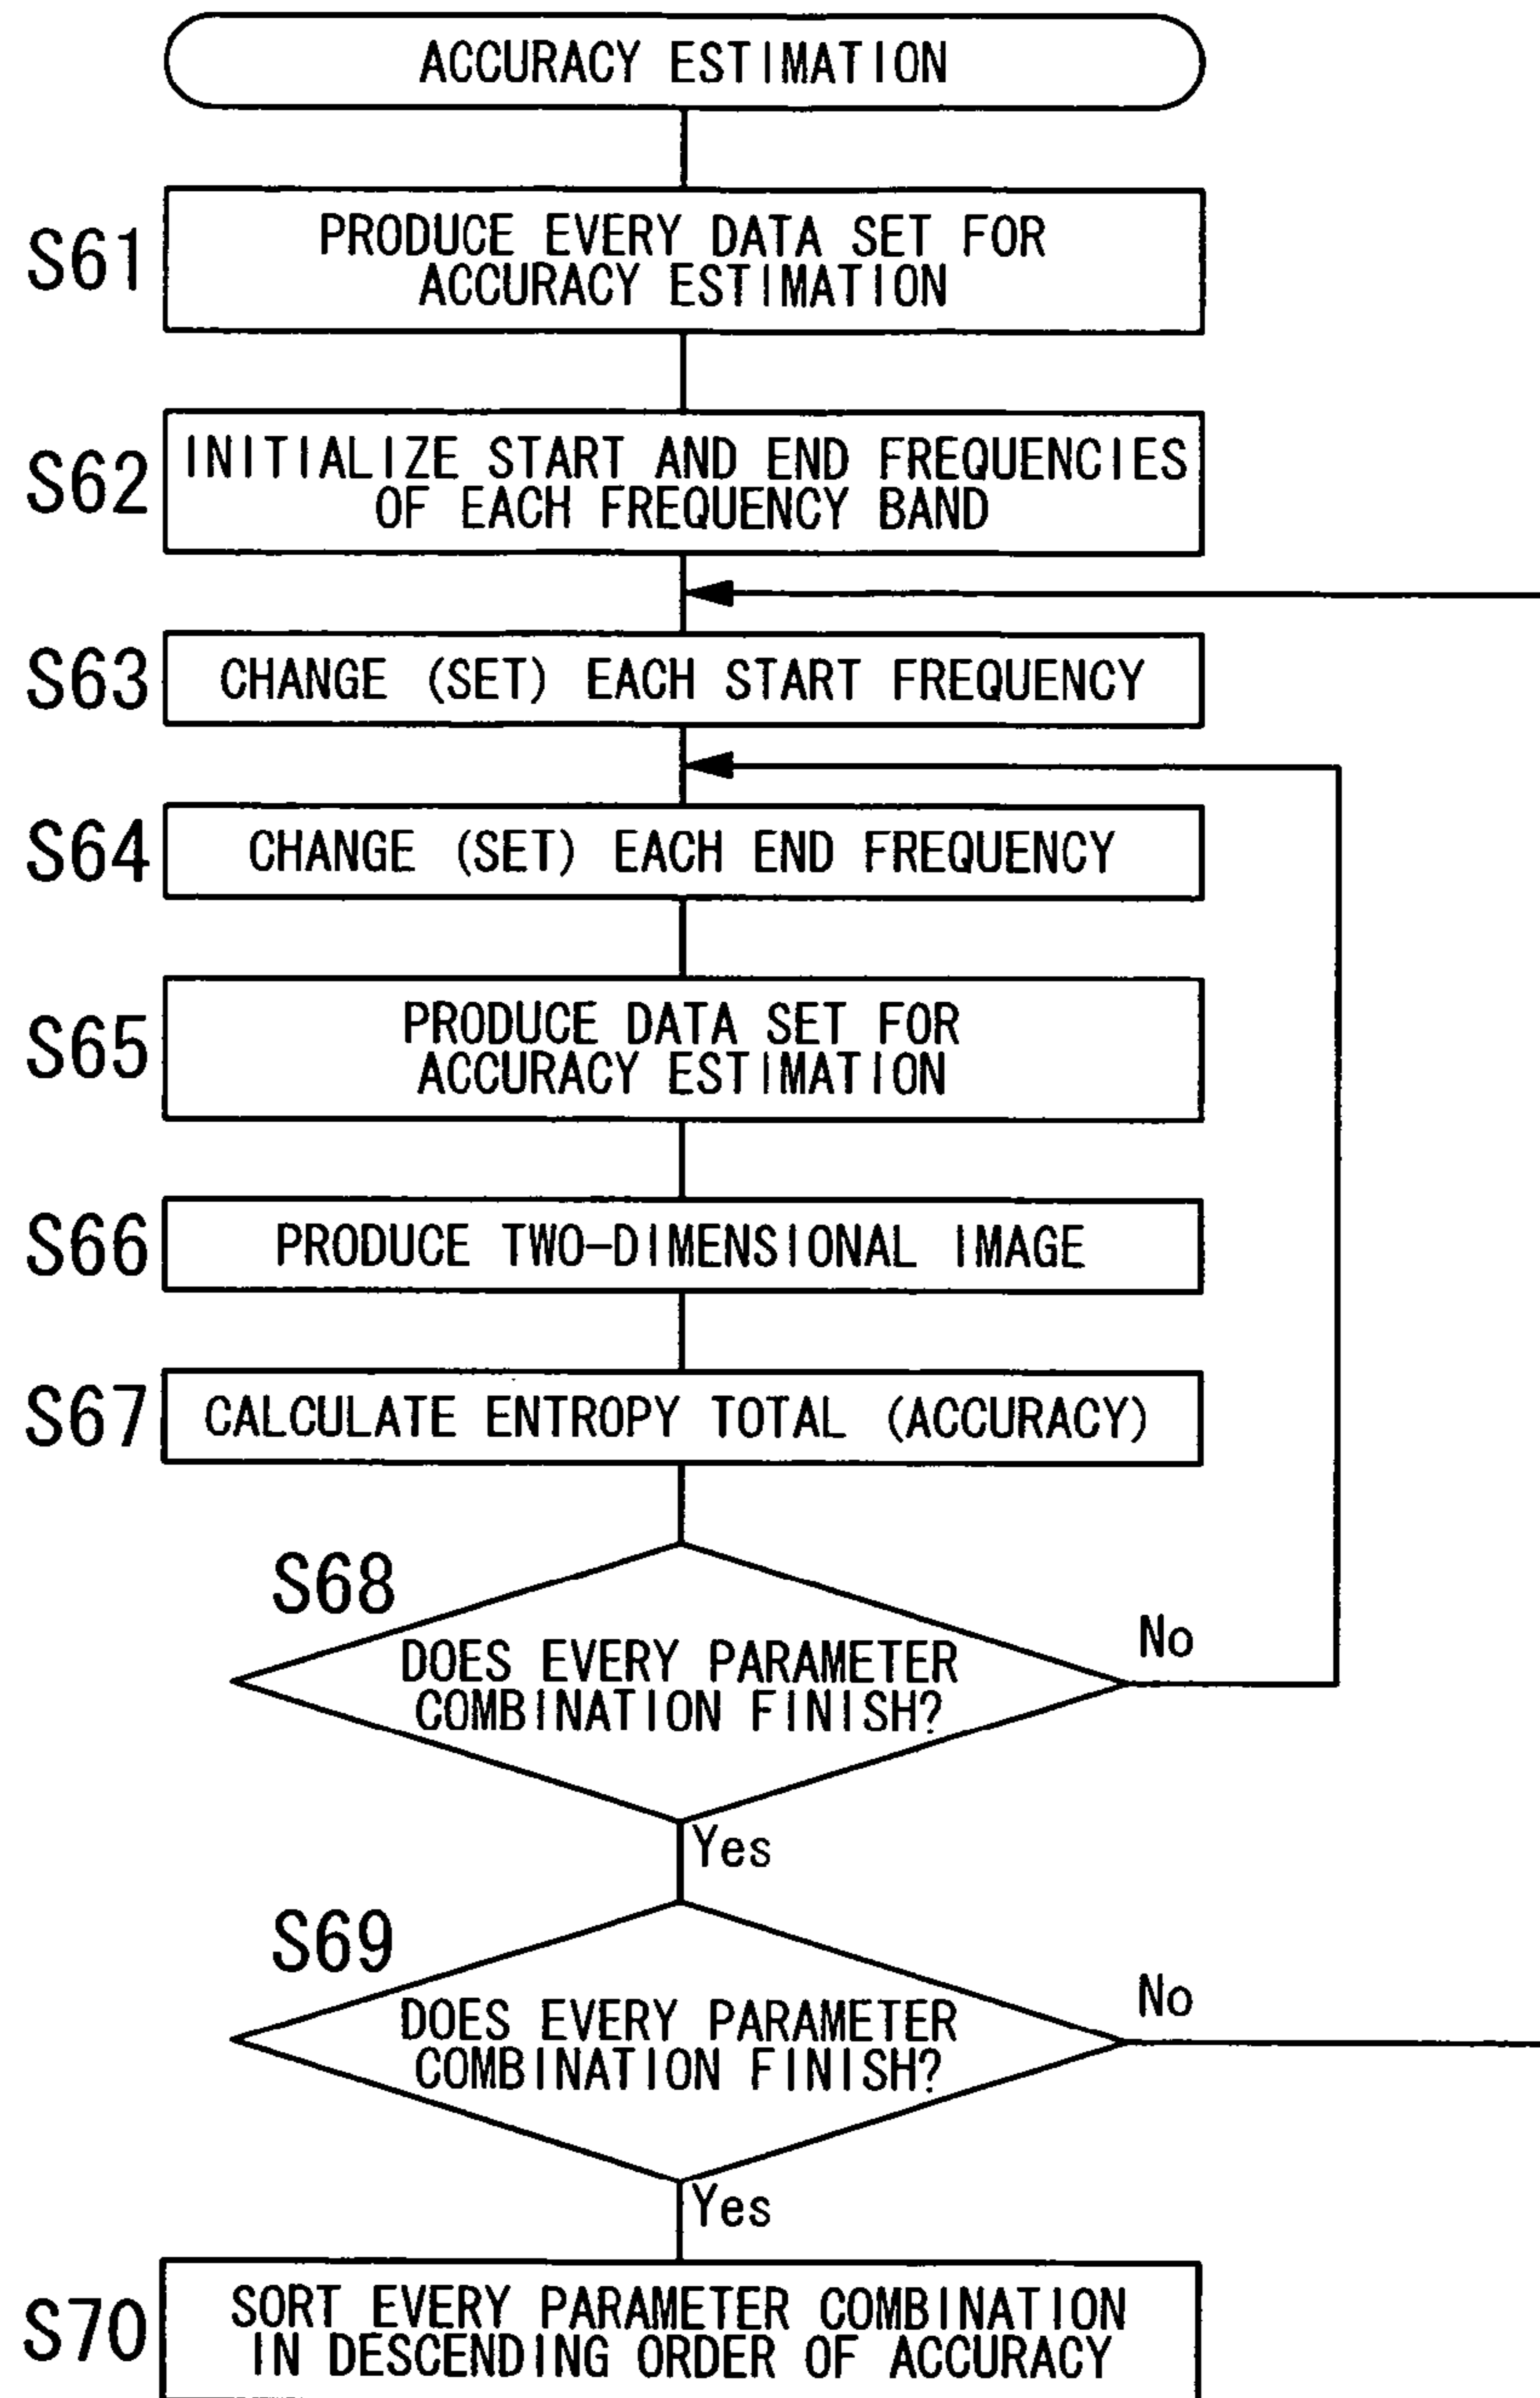 ACCURACY ESTIMATION
S61
PRODUCE EVERY DATA SET FOR
ACCURACY ESTIMATION
S62
INITIALIZE START AND END FREQUENCIES
OF EACH FREQUENCY BAND
S63
CHANGE (SET) EACH START FREQUENCY
S64
CHANGE (SET) EACH END FREQUENCY
S65
PRODUCE DATA SET FOR
ACCURACY ESTIMATION
S66
PRODUCE TWO-DIMENSIONAL IMAGE
S67
CALCULATE ENTROPY TOTAL (ACCURACY)
S68
DOES EVERY PARAMETER
COMBINATION FINISH?
No
Yes
S69
DOES EVERY PARAMETER
COMBINATION FINISH?
No
Yes
S70
SORT EVERY PARAMETER COMBINATION
IN DESCENDING ORDER OF ACCURACY